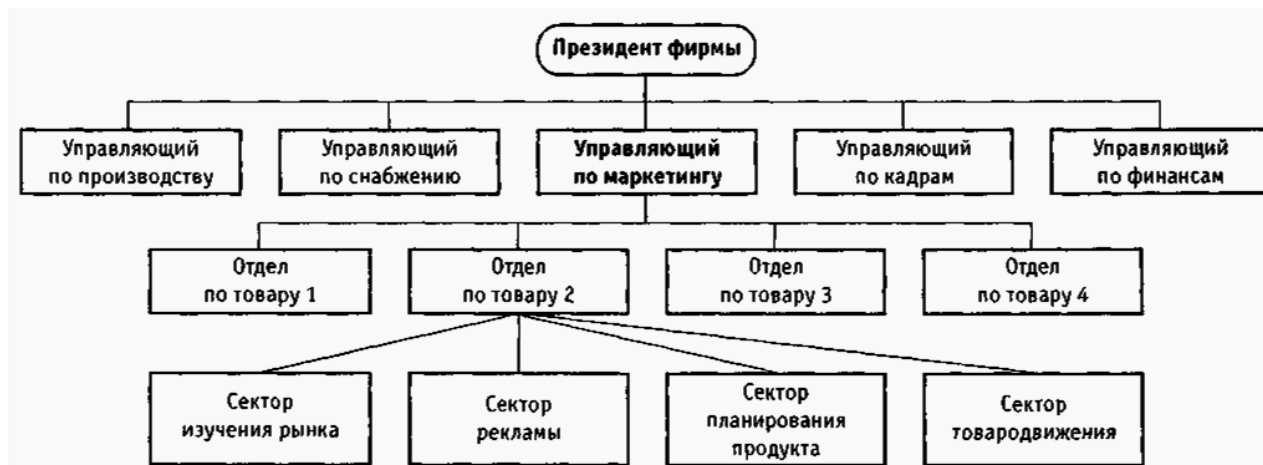 Президент фирмы
Управляющий
по производству
Управляющий
по снабжению
Управляющий
по маркетингу
Управляющий
по кадрам
Управляющий
по финансам
Отдел
по товару 1
Отдел
по товару 2
Отдел
по товару 3
Отдел
по товару 4
Сектор
изучения рынка
Сектор
рекламы
Сектор
планирования
продукта
Сектор
товародвижения